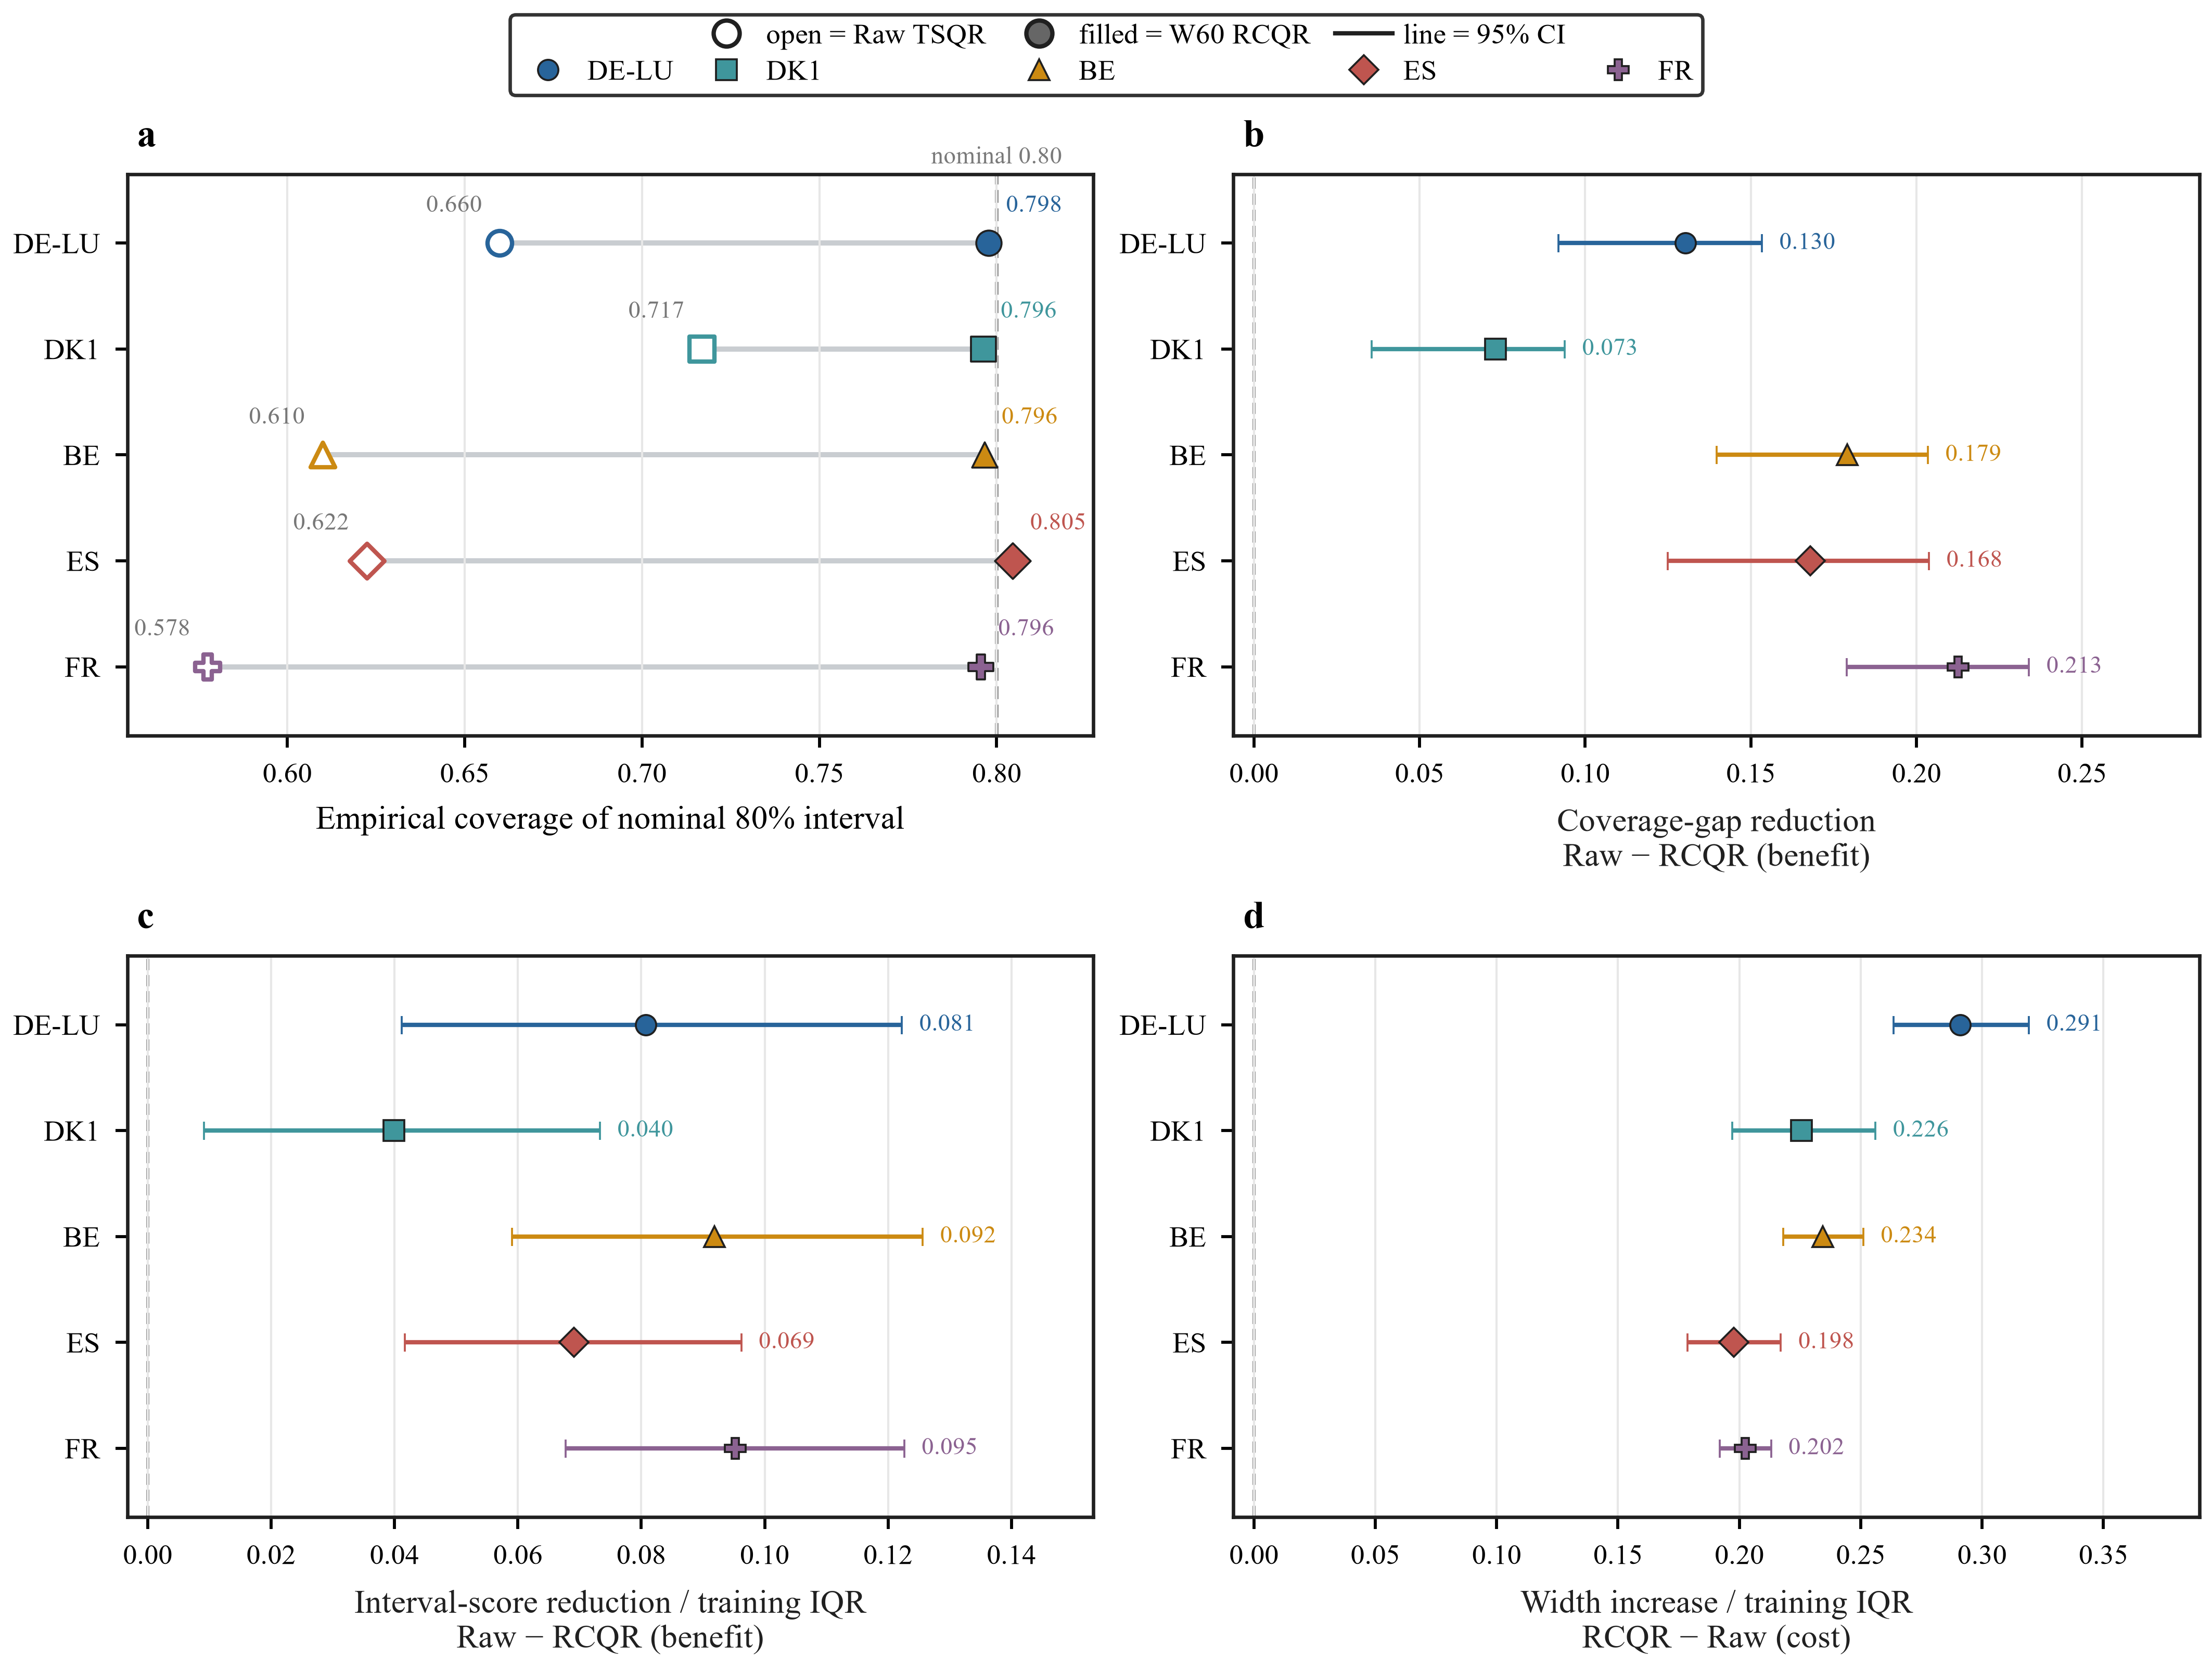 open = Raw TSQR filled = W60 RCQR line = 95% CI
DE-LU DK1 BE ES FR
a
nominal 0.80
0.660 0.798
DE-LU
0.717 0.796
DK1
0.610 0.796
BE
0.622 0.805
ES
0.578 0.796
FR
0.60 0.65 0.70 0.75 0.80
Empirical coverage of nominal 80% interval
b
DE-LU 0.130
DK1 0.073
BE 0.179
ES 0.168
FR 0.213
0.00 0.05 0.10 0.15 0.20 0.25
Coverage-gap reduction
Raw − RCQR (benefit)
c
DE-LU 0.081
DK1 0.040
BE 0.092
ES 0.069
FR 0.095
0.00 0.02 0.04 0.06 0.08 0.10 0.12 0.14
Interval-score reduction / training IQR
Raw − RCQR (benefit)
d
DE-LU 0.291
DK1 0.226
BE 0.234
ES 0.198
FR 0.202
0.00 0.05 0.10 0.15 0.20 0.25 0.30 0.35
Width increase / training IQR
RCQR − Raw (cost)